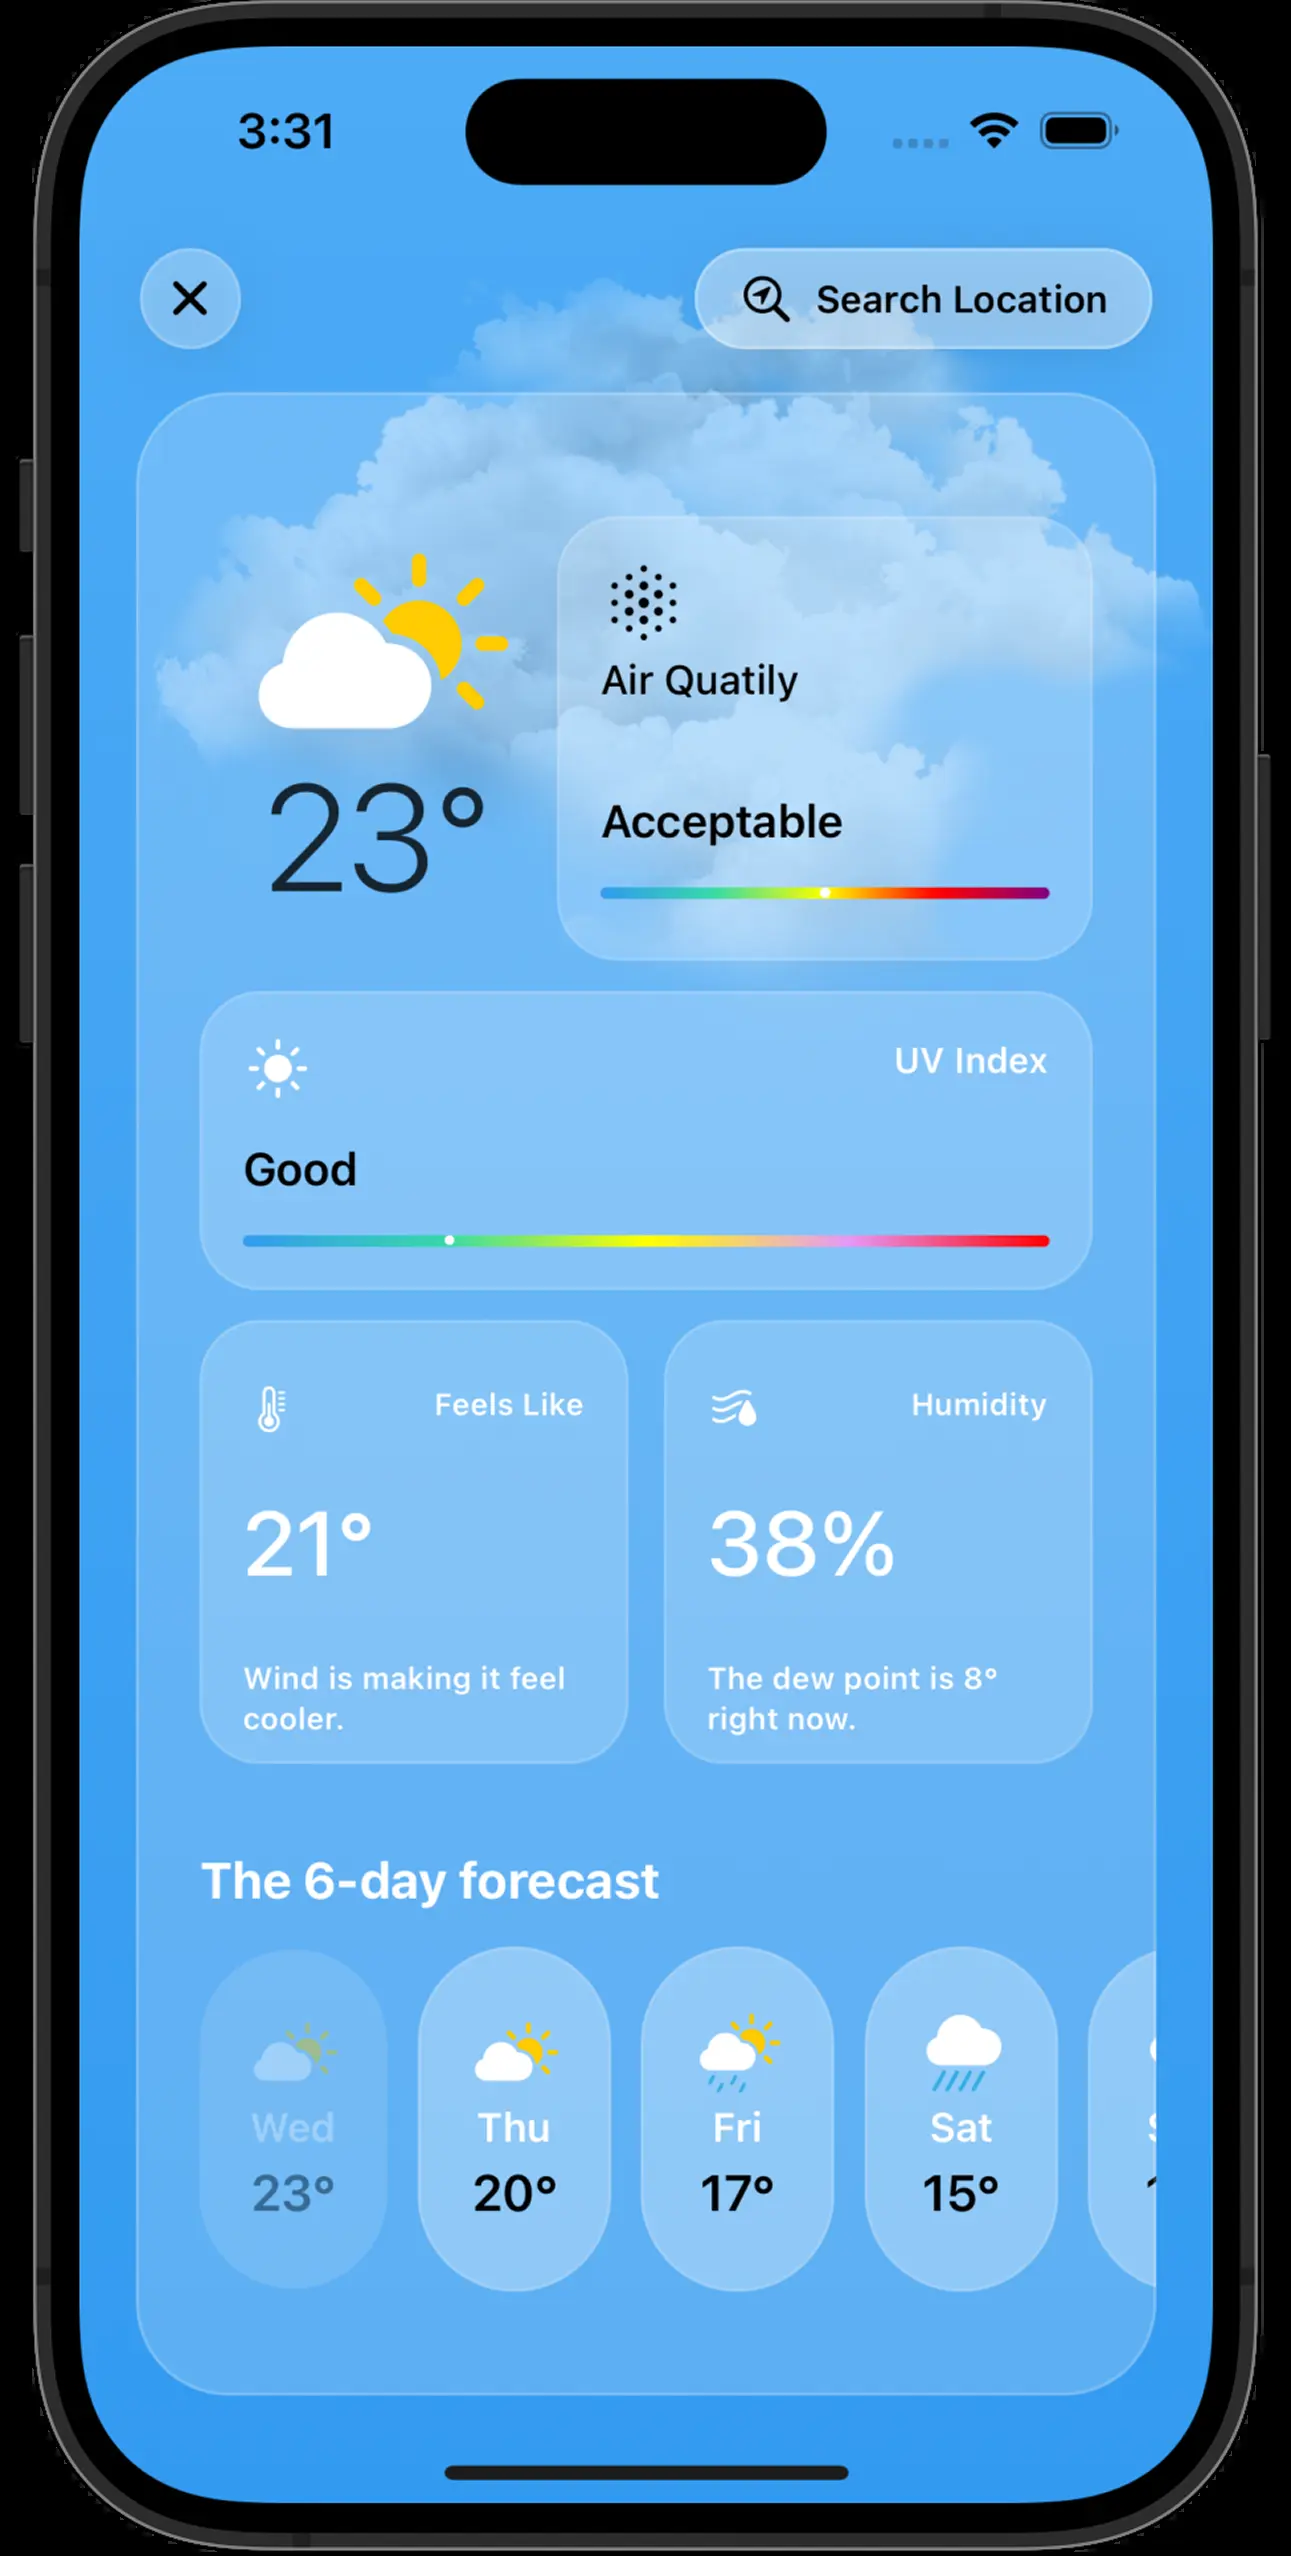 3:31
Search Location
Air Quatily
Acceptable
23°
UV Index
Good
Feels Like
21°
Wind is making it feel
cooler.
Humidity
38%
The dew point is 8°
right now.
The 6-day forecast
Wed
23°
Thu
20°
Fri
17°
Sat
15°